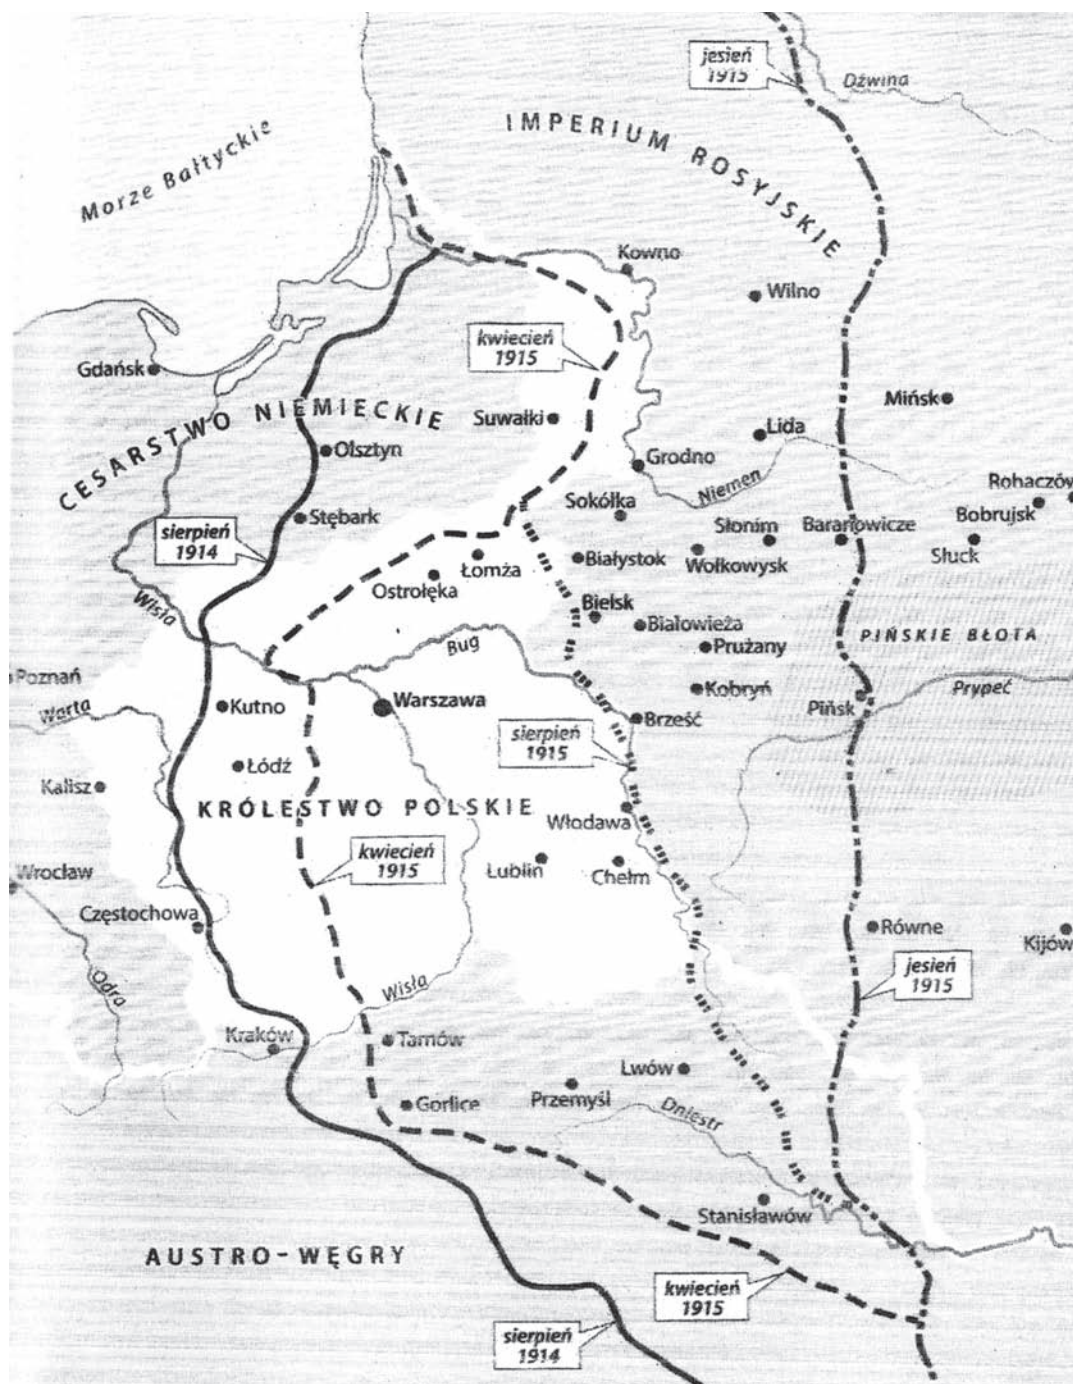 jesień
1915
Dźwina
IMPERIUM ROSYJSKIE
Morze Bałtyckie
Kowno
Wilno
kwiecień
1915
Gdańsk
Mińsk
CESARSTWO NIEMIECKIE
Suwałki
Lida
Olsztyn
Grodno
Niemen
Rohaczów
Sokółka
Bobrujsk
Stębark
Słonim
Baranowicze
sierpień
1914
Słuck
Białystok
Wołkowysk
Łomża
Ostrołęka
Wisła
Bielsk
Białowieża
PIŃSKIE BŁOTA
Bug
Prużany
Poznań
Kobryń
Prypeć
Warta
Kutno
Warszawa
Pińsk
Brześć
sierpień
1915
Łódź
Kalisz
KRÓLESTWO POLSKIE
Włodawa
kwiecień
1915
Wrocław
Lublin
Chełm
Częstochowa
Równe
Kijów
jesień
1915
Odra
Wisła
Kraków
Tarnów
Lwów
Gorlice
Przemyśl
Dniestr
Stanisławów
AUSTRO-WĘGRY
kwiecień
1915
sierpień
1914